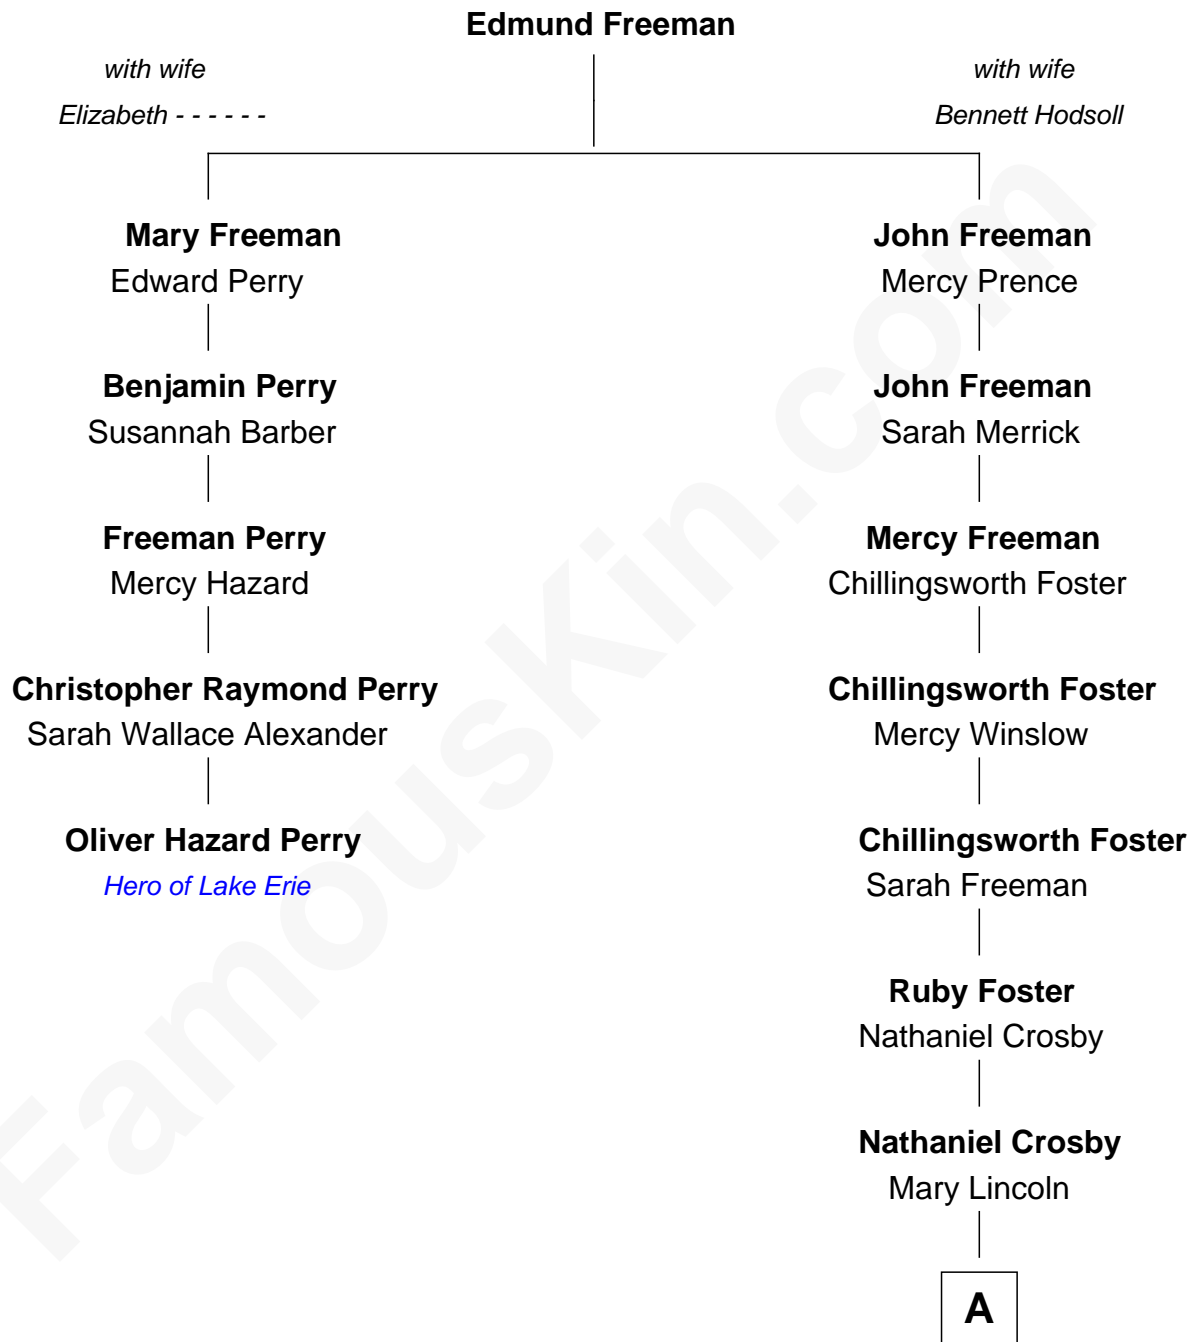 Edmund Freeman
with wife
Elizabeth - - - - - -
with wife
Bennett Hodsoll
Mary Freeman
Edward Perry
John Freeman
Mercy Prence
Benjamin Perry
Susannah Barber
John Freeman
Sarah Merrick
Freeman Perry
Mercy Hazard
Mercy Freeman
Chillingsworth Foster
Christopher Raymond Perry
Sarah Wallace Alexander
Chillingsworth Foster
Mercy Winslow
Oliver Hazard Perry
Hero of Lake Erie
Chillingsworth Foster
Sarah Freeman
Ruby Foster
Nathaniel Crosby
Nathaniel Crosby
Mary Lincoln
A
FamousKin.com